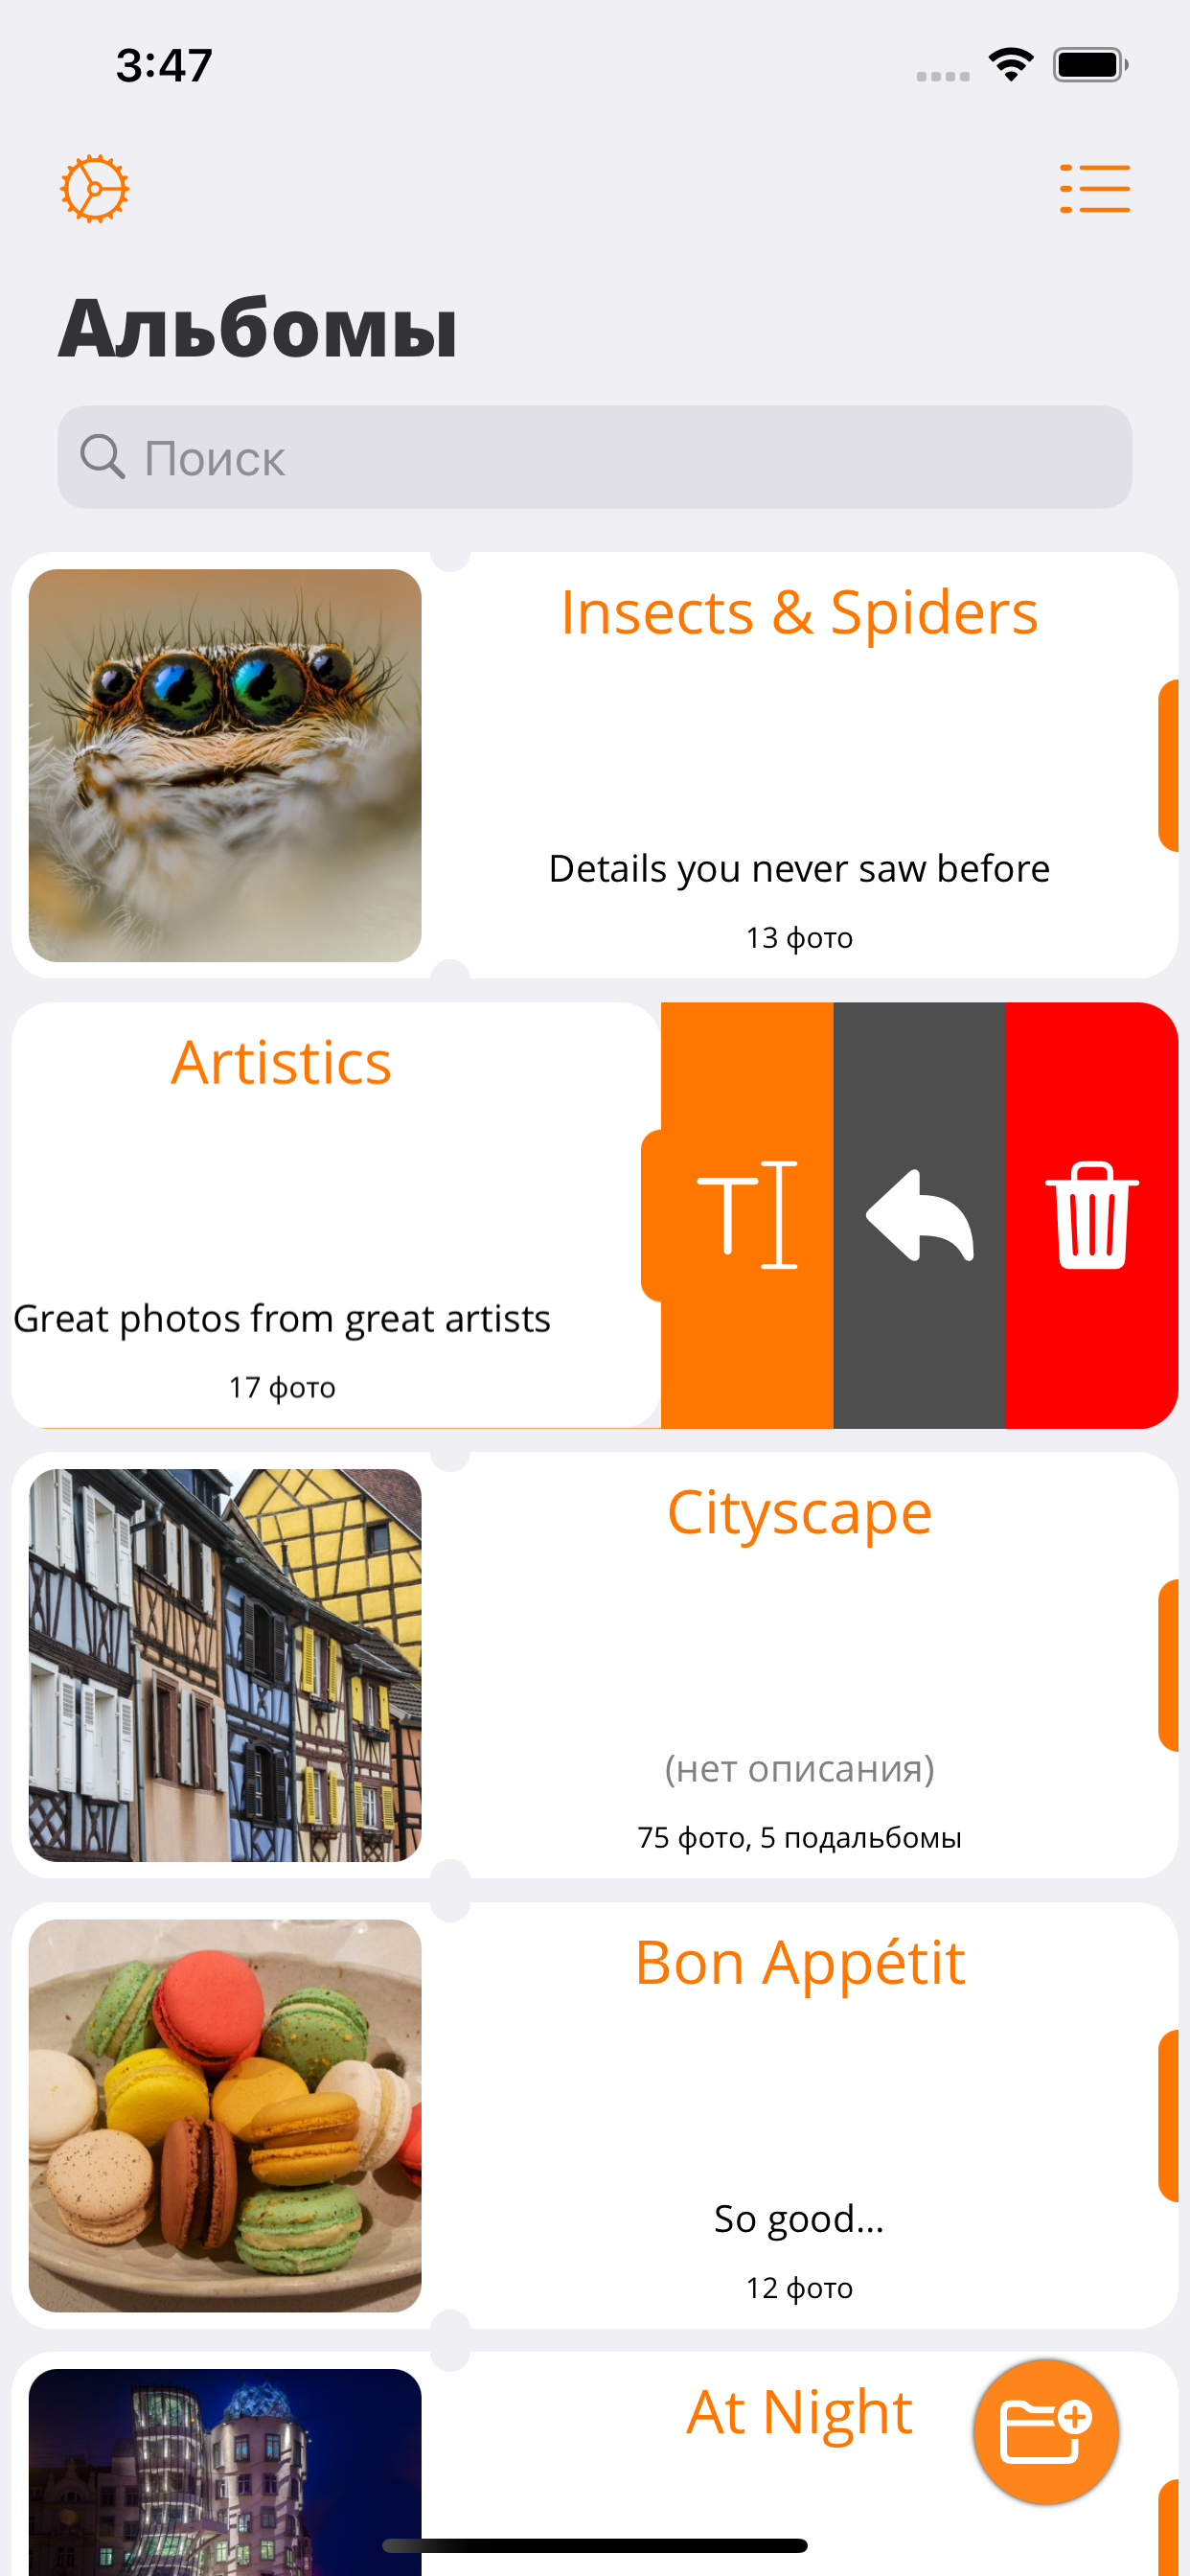 3:47
Альбомы
Поиск
Insects & Spiders
Details you never saw before
13 фото
Artistics
Great photos from great artists
17 фото
Cityscape
(нет описания)
75 фото, 5 подальбомы
Bon Appétit
So good...
12 фото
At Night